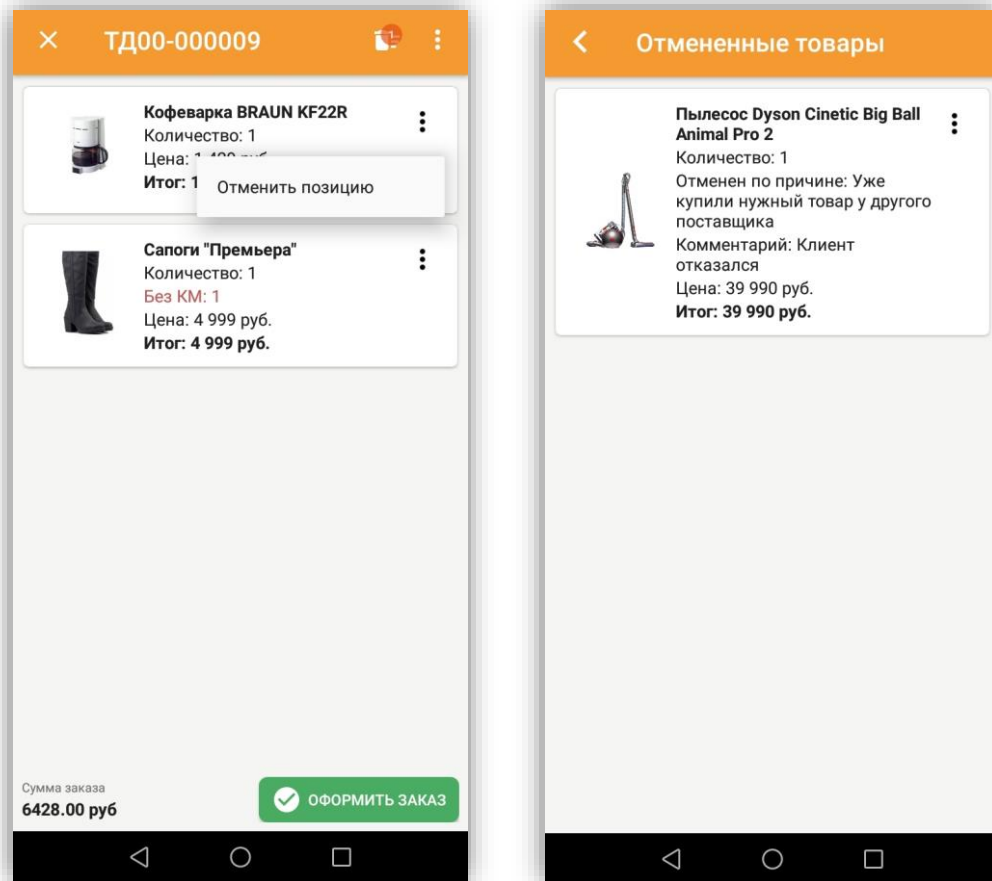 ТД00-000009
Кофеварка BRAUN KF22R
Количество: 1
Цена:
Итог: 1
Отменить позицию
Сапоги "Премьера"
Количество: 1
Без КМ: 1
Цена: 4 999 руб.
Итог: 4 999 руб.
Сумма заказа
6428.00 руб
ОФОРМИТЬ ЗАКАЗ
Отмененные товары
Пылесос Dyson Cinetic Big Ball
Animal Pro 2
Количество: 1
Отменен по причине: Уже
купили нужный товар у другого
поставщика
Комментарий: Клиент
отказался
Цена: 39 990 руб.
Итог: 39 990 руб.